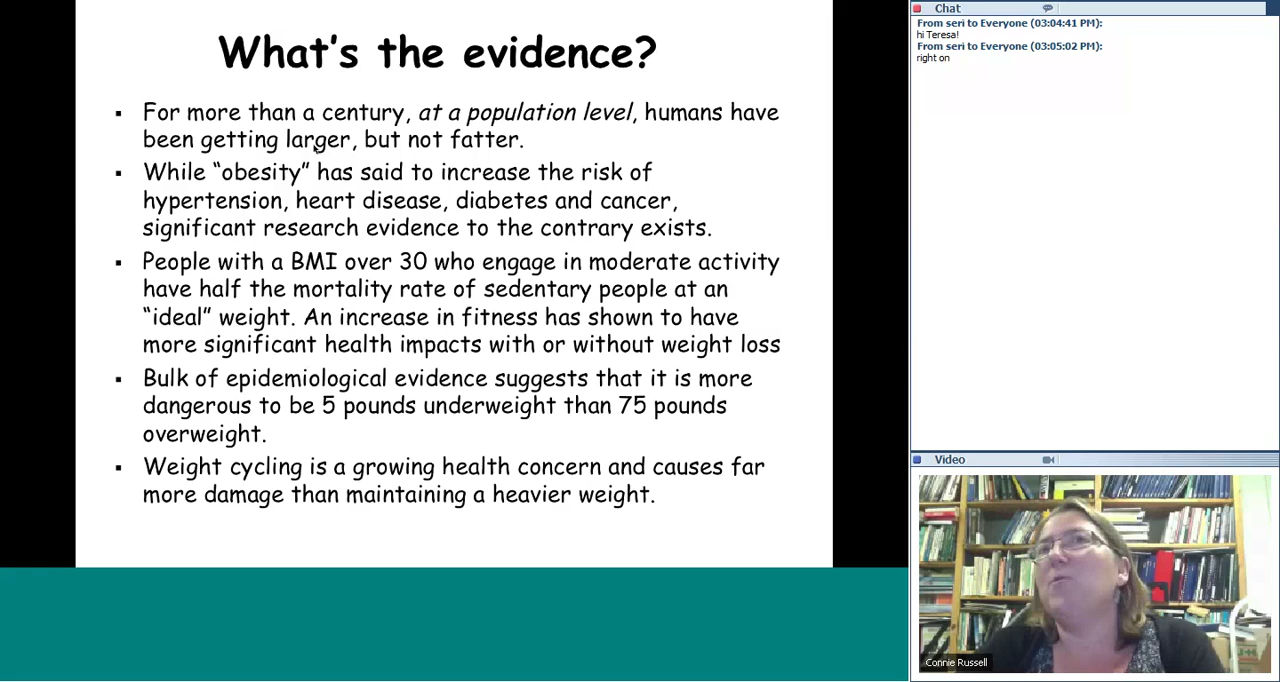 What's the evidence?
▪ For more than a century, at a population level, humans have
been getting larger, but not fatter.
▪ While "obesity" has said to increase the risk of
hypertension, heart disease, diabetes and cancer,
significant research evidence to the contrary exists.
▪ People with a BMI over 30 who engage in moderate activity
have half the mortality rate of sedentary people at an
"ideal" weight. An increase in fitness has shown to have
more significant health impacts with or without weight loss
▪ Bulk of epidemiological evidence suggests that it is more
dangerous to be 5 pounds underweight than 75 pounds
overweight.
▪ Weight cycling is a growing health concern and causes far
more damage than maintaining a heavier weight.
Chat
From seri to Everyone (03:04:41 PM):
hi Teresa!
From seri to Everyone (03:05:02 PM):
right on
Video
Connie Russell